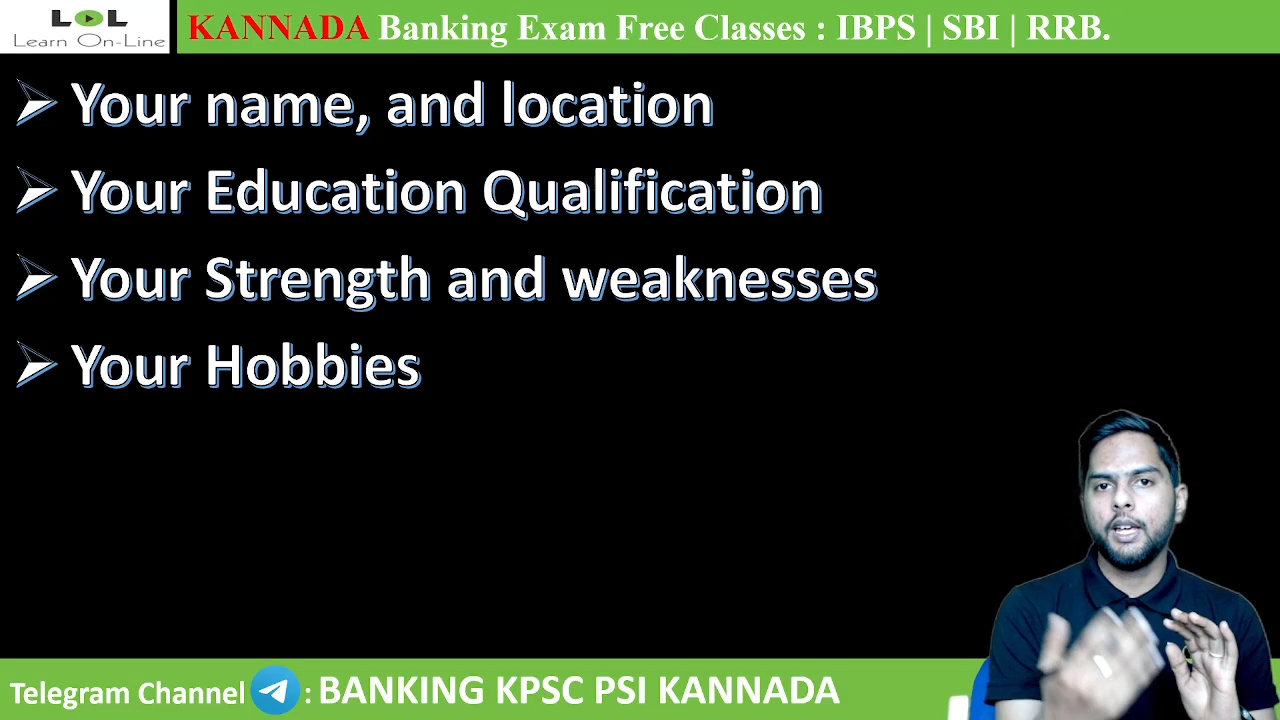 LOL
Learn On-Line
KANNADA Banking Exam Free Classes : IBPS | SBI | RRB.
Your name, and location
Your Education Qualification
Your Strength and weaknesses
Your Hobbies
Telegram Channel : BANKING KPSC PSI KANNADA